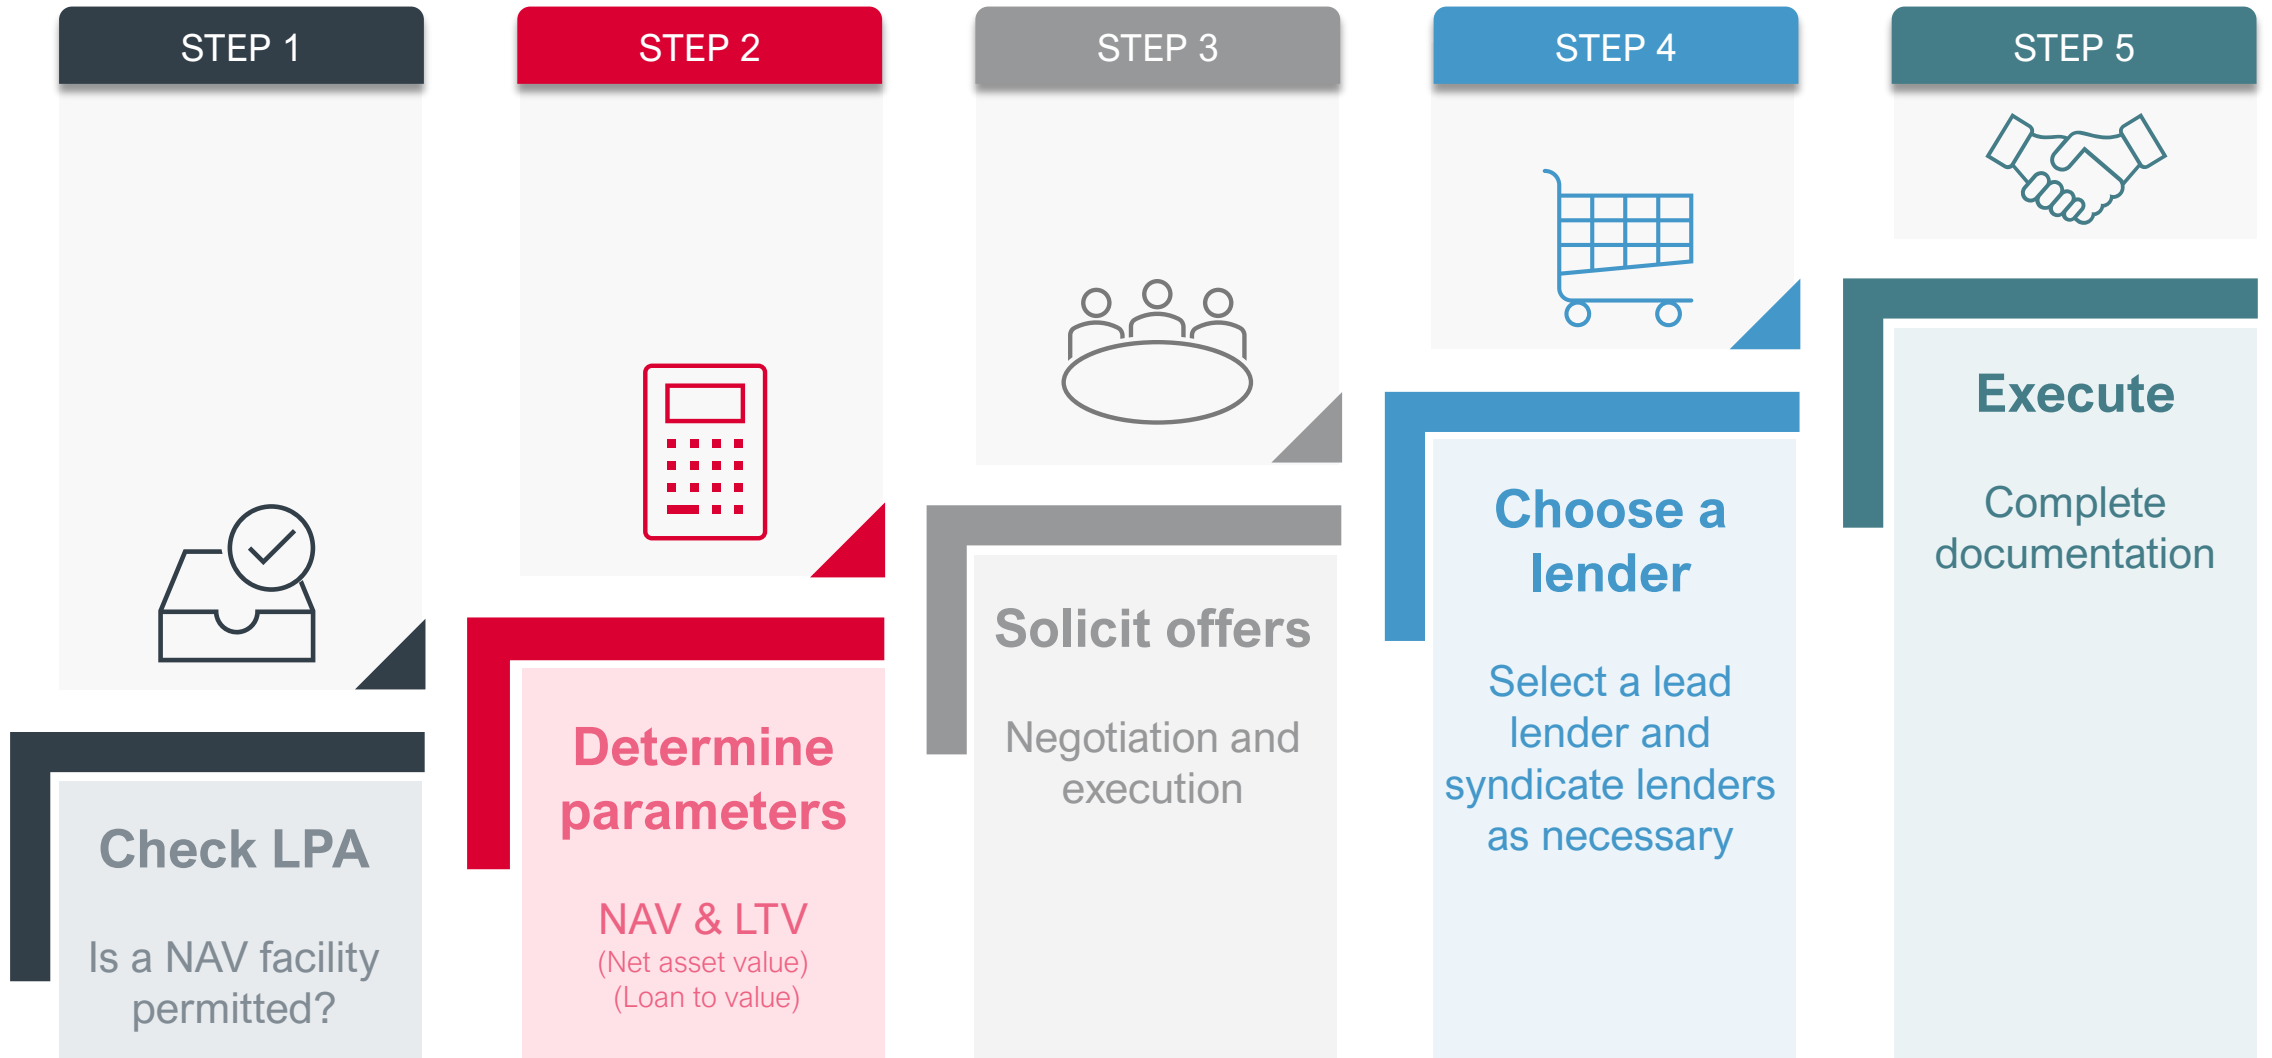 STEP 1
Check LPA
Is a NAV facility
permitted?
STEP 2
Determine
parameters
NAV & LTV
(Net asset value)
(Loan to value)
STEP 3
Solicit offers
Negotiation and
execution
STEP 4
Choose a
lender
Select a lead
lender and
syndicate lenders
as necessary
STEP 5
Execute
Complete
documentation